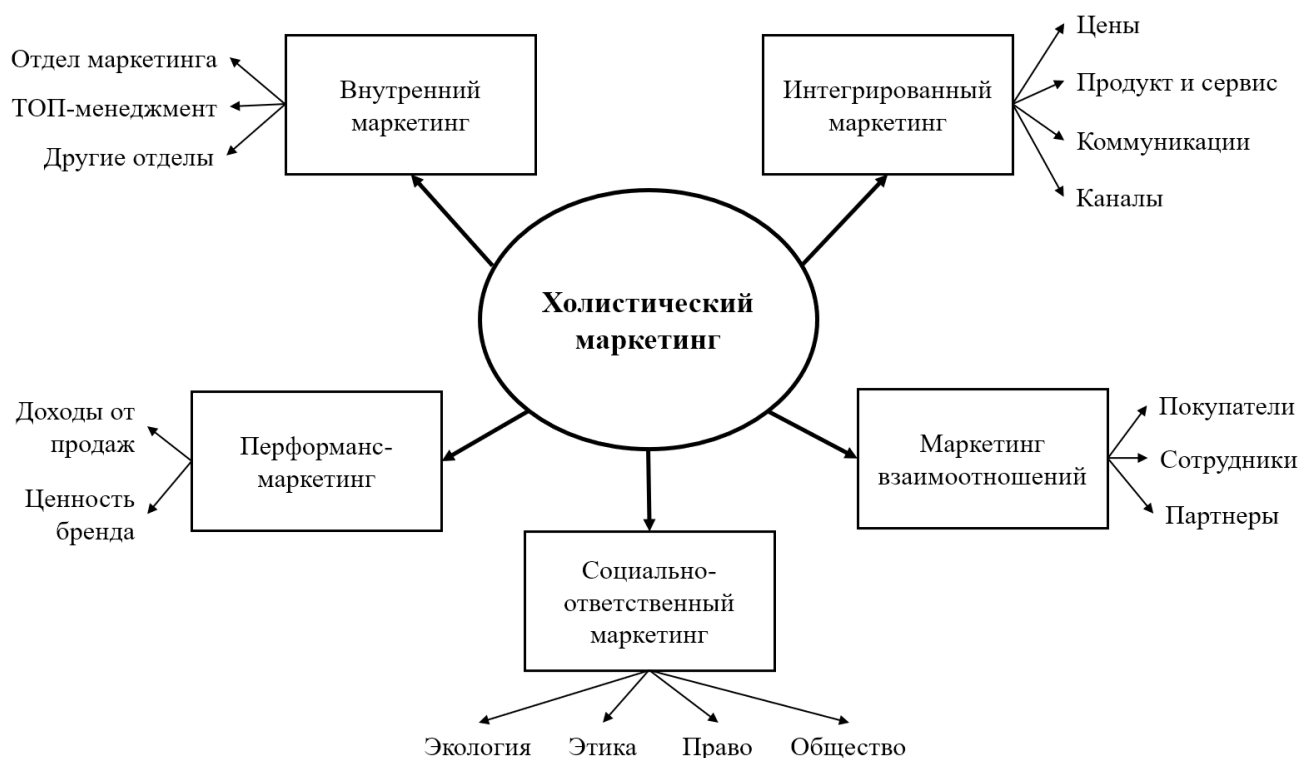 Отдел маркетинга
ТОП-менеджмент
Другие отделы
Внутренний
маркетинг
Интегрированный
маркетинг
Цены
Продукт и сервис
Коммуникации
Каналы
Холистический
маркетинг
Доходы от
продаж
Ценность
бренда
Перформанс-
маркетинг
Маркетинг
взаимоотношений
Покупатели
Сотрудники
Партнеры
Социально-
ответственный
маркетинг
Экология
Этика
Право
Общество